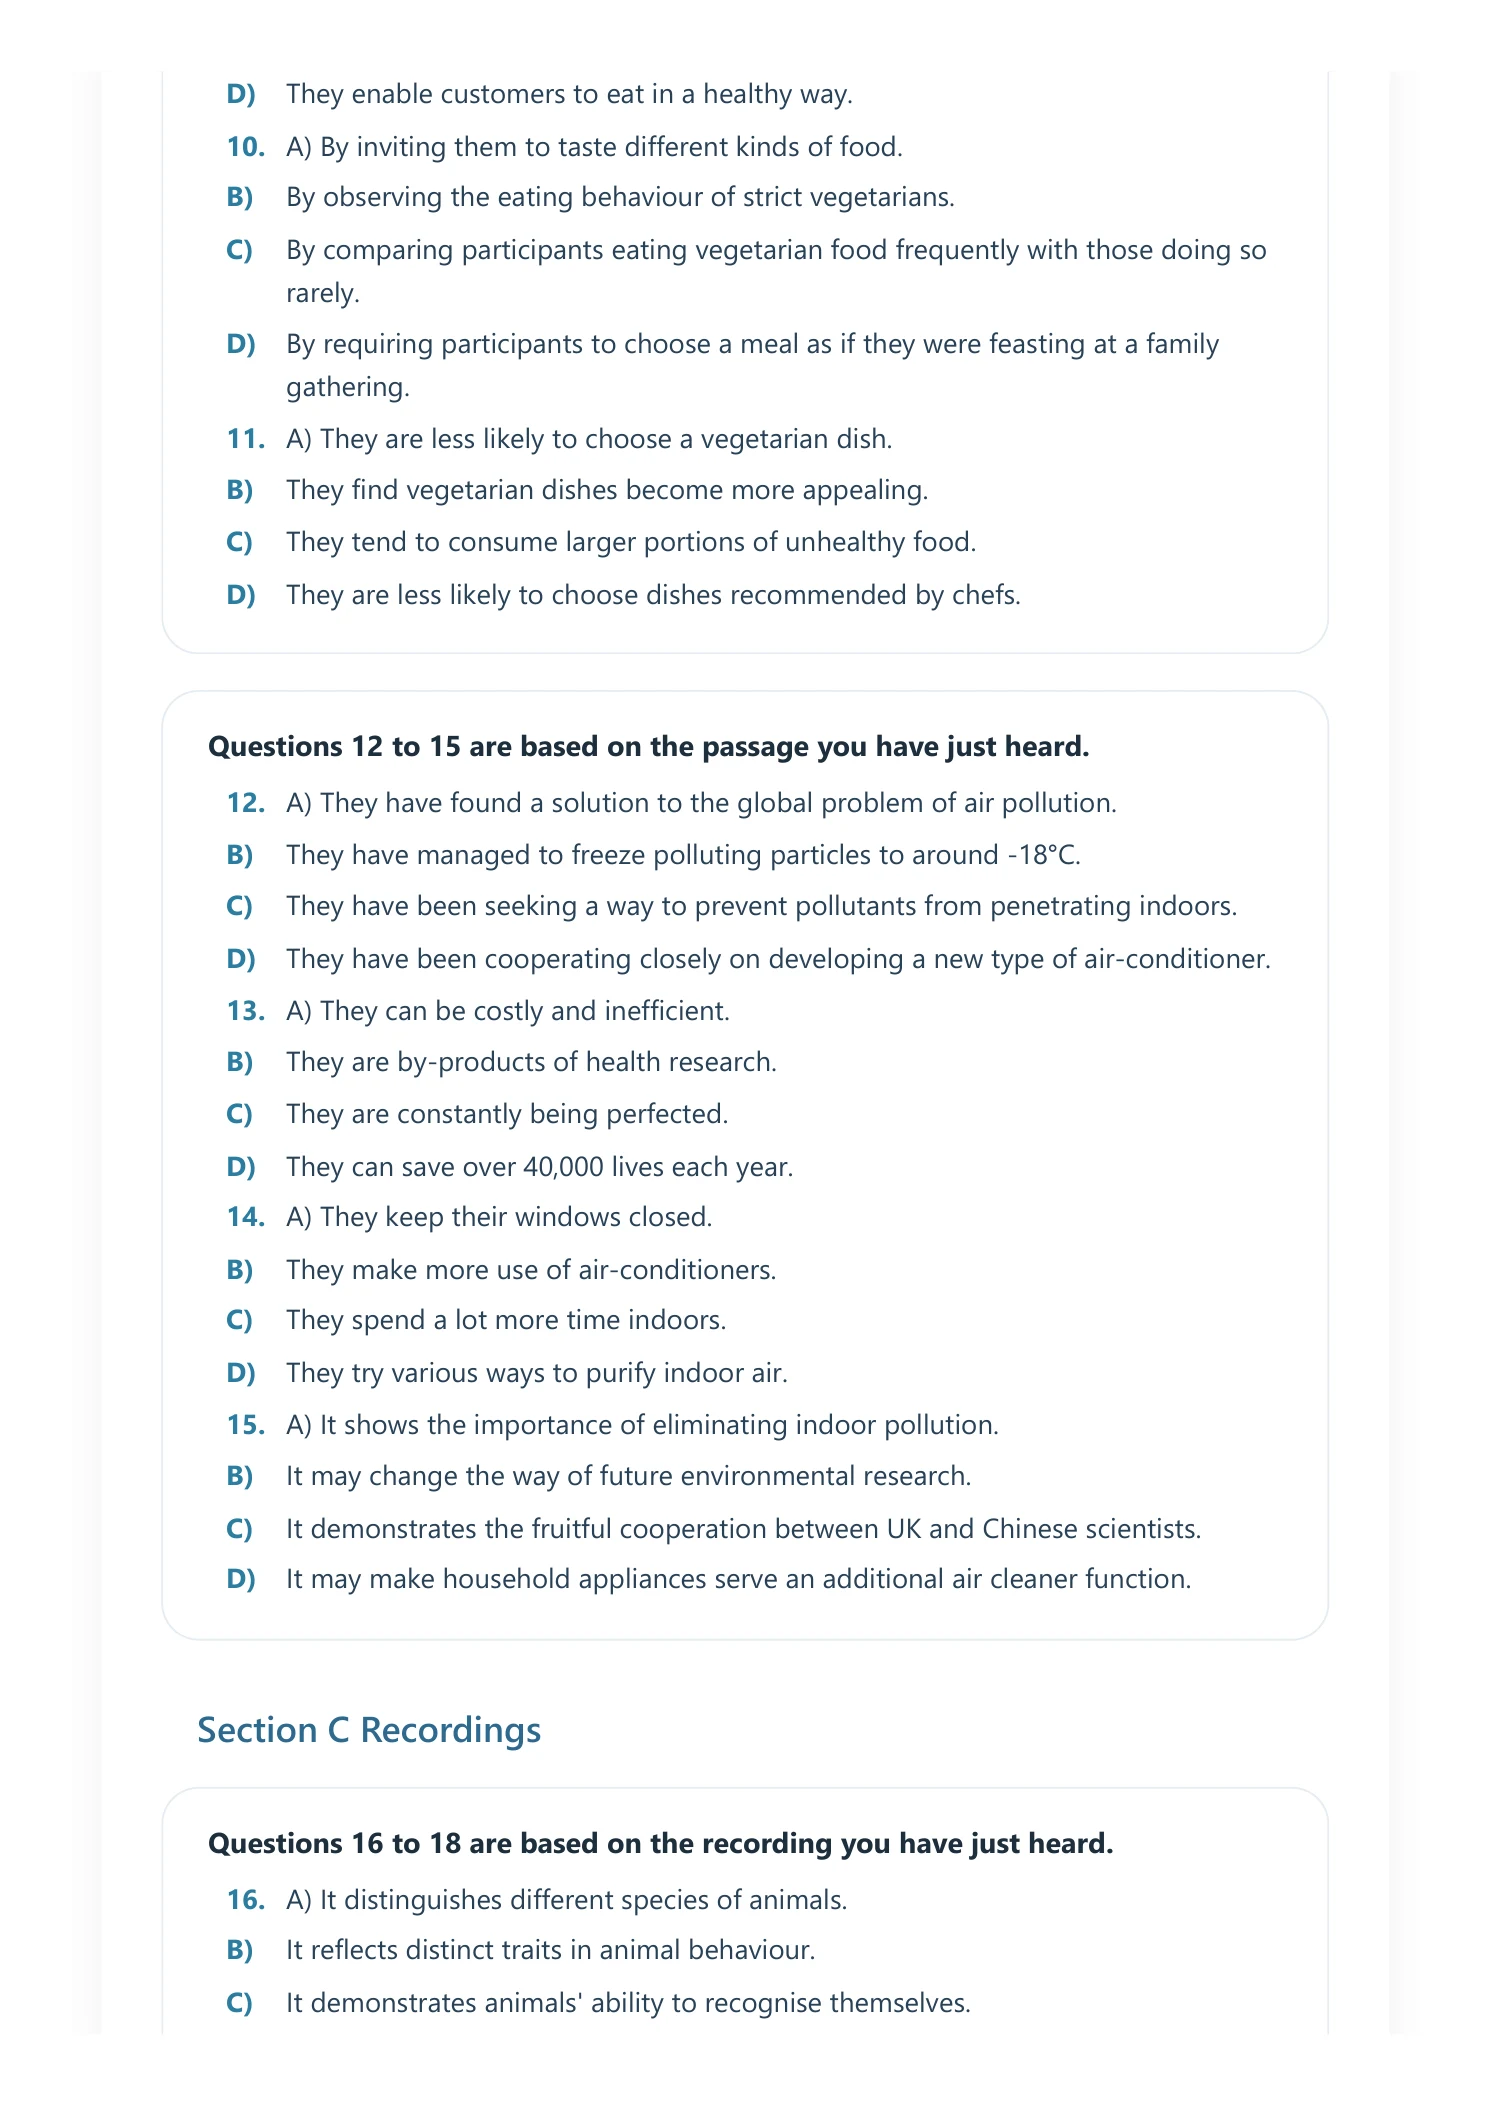 D) They enable customers to eat in a healthy way.
10. A) By inviting them to taste different kinds of food.
B) By observing the eating behaviour of strict vegetarians.
C) By comparing participants eating vegetarian food frequently with those doing so
rarely.
D) By requiring participants to choose a meal as if they were feasting at a family
gathering.
11. A) They are less likely to choose a vegetarian dish.
B) They find vegetarian dishes become more appealing.
C) They tend to consume larger portions of unhealthy food.
D) They are less likely to choose dishes recommended by chefs.
Questions 12 to 15 are based on the passage you have just heard.
12. A) They have found a solution to the global problem of air pollution.
B) They have managed to freeze polluting particles to around -18°C.
C) They have been seeking a way to prevent pollutants from penetrating indoors.
D) They have been cooperating closely on developing a new type of air-conditioner.
13. A) They can be costly and inefficient.
B) They are by-products of health research.
C) They are constantly being perfected.
D) They can save over 40,000 lives each year.
14. A) They keep their windows closed.
B) They make more use of air-conditioners.
C) They spend a lot more time indoors.
D) They try various ways to purify indoor air.
15. A) It shows the importance of eliminating indoor pollution.
B) It may change the way of future environmental research.
C) It demonstrates the fruitful cooperation between UK and Chinese scientists.
D) It may make household appliances serve an additional air cleaner function.
Section C Recordings
Questions 16 to 18 are based on the recording you have just heard.
16. A) It distinguishes different species of animals.
B) It reflects distinct traits in animal behaviour.
C) It demonstrates animals' ability to recognise themselves.